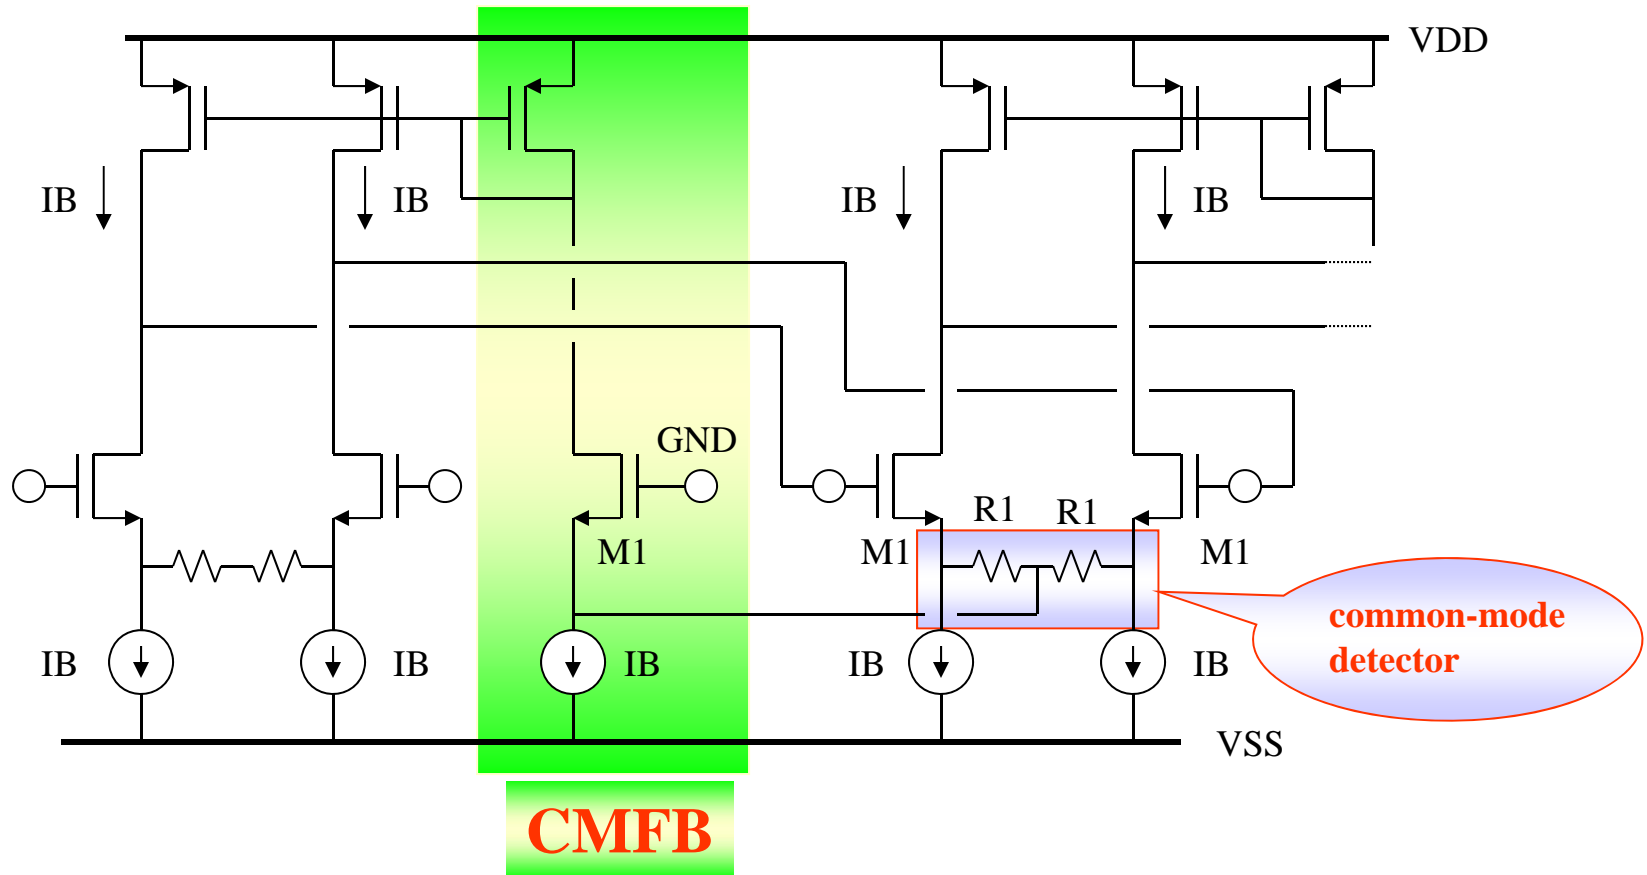 VDD
IB
IB
IB
IB
GND
R1
R1
M1
M1
M1
common-mode
detector
IB
IB
IB
IB
IB
VSS
CMFB